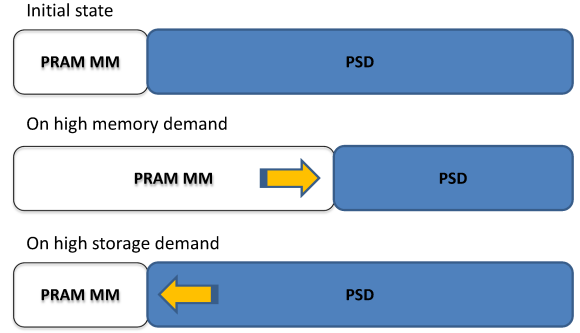 Initial state
PRAM MM PSD
On high memory demand
PRAM MM PSD
On high storage demand
PRAM MM PSD